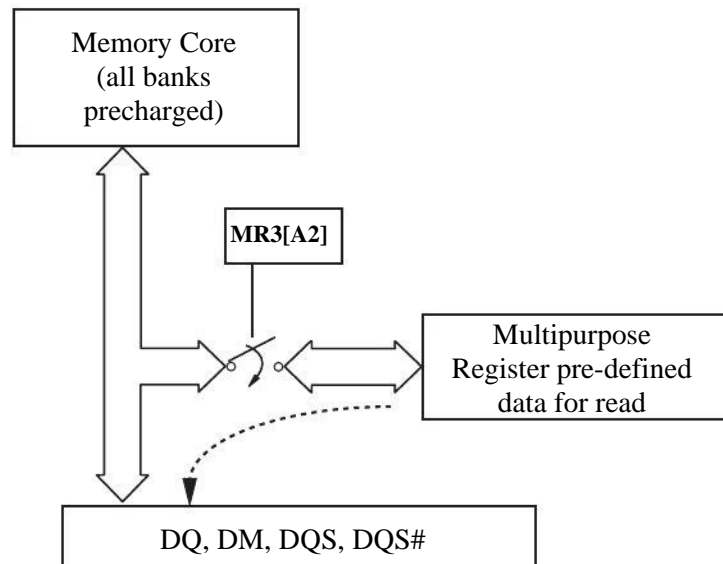 Memory Core
(all banks
precharged)
MR3[A2]
Multipurpose
Register pre-defined
data for read
DQ, DM, DQS, DQS#